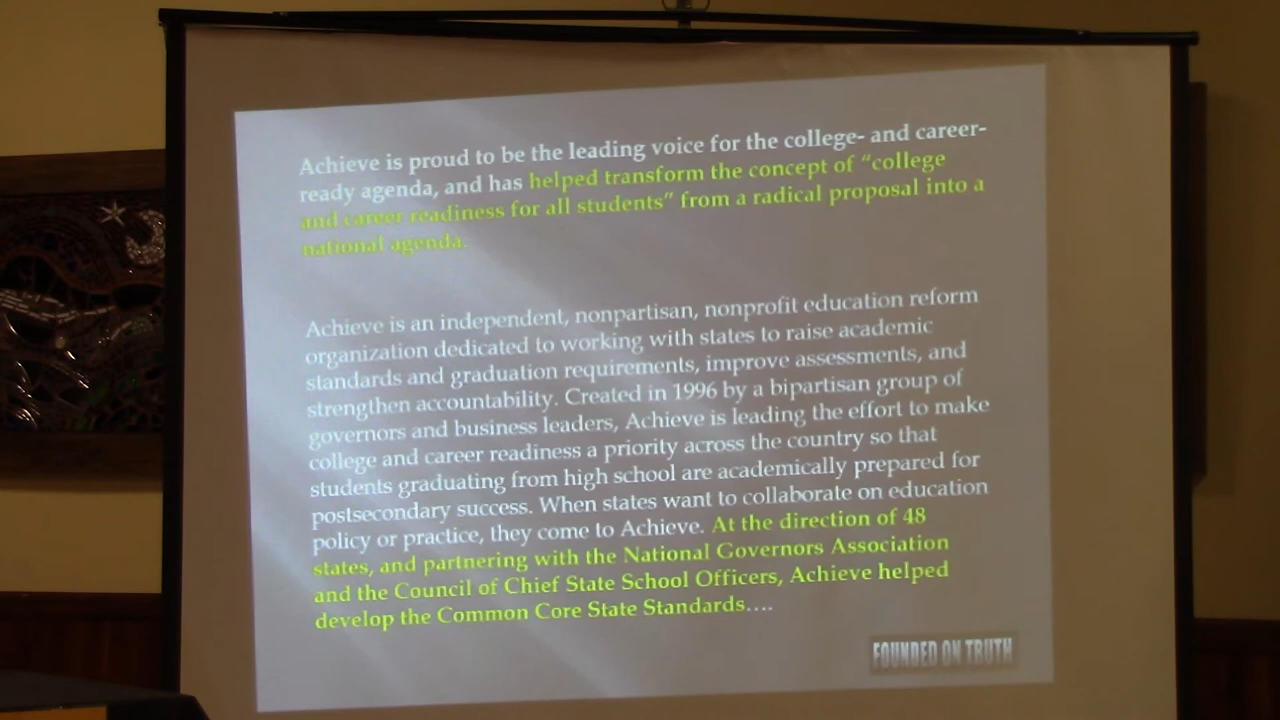 Achieve is proud to be the leading voice for the college- and career-
ready agenda, and has helped transform the concept of “college
and career readiness for all students” from a radical proposal into a
national agenda.
Achieve is an independent, nonpartisan, nonprofit education reform
organization dedicated to working with states to raise academic
standards and graduation requirements, improve assessments, and
strengthen accountability. Created in 1996 by a bipartisan group of
governors and business leaders, Achieve is leading the effort to make
college and career readiness a priority across the country so that
students graduating from high school are academically prepared for
postsecondary success. When states want to collaborate on education
policy or practice, they come to Achieve. At the direction of 48
states, and partnering with the National Governors Association
and the Council of Chief State School Officers, Achieve helped
develop the Common Core State Standards….
FOUNDED ON TRUTH